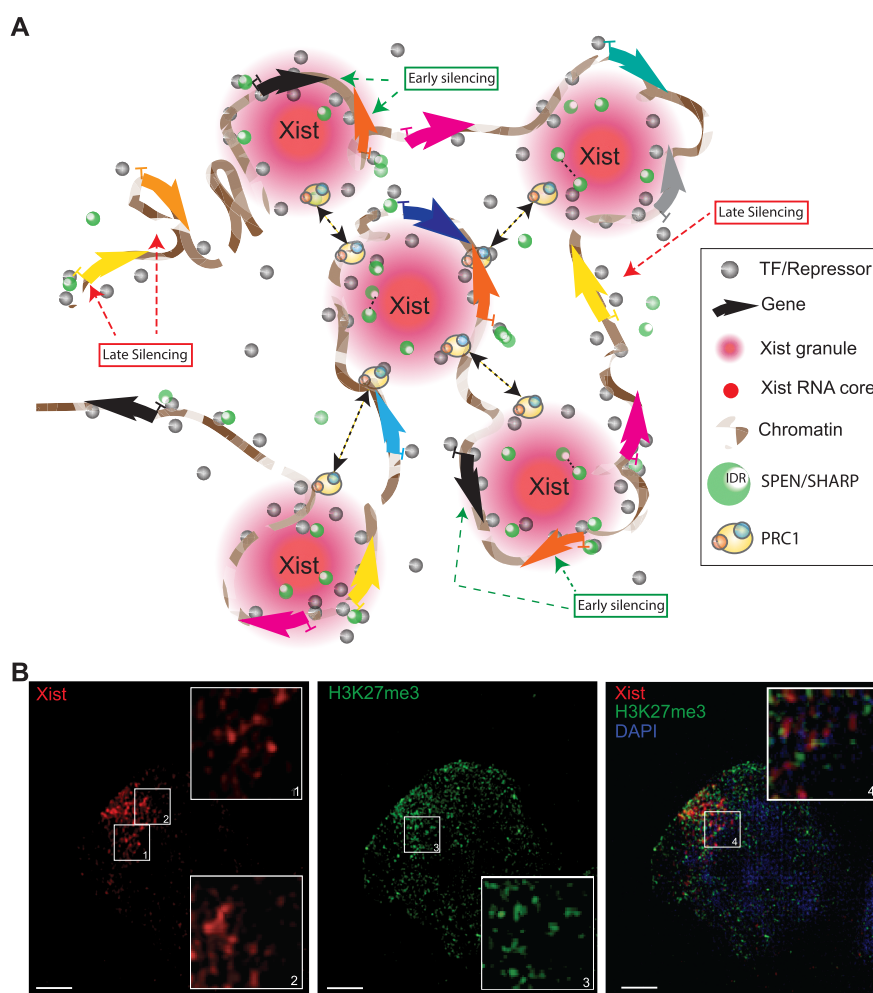 A
Early silencing
Xist
Xist
Late Silencing
Xist
Late Silencing
Xist
Xist
Early silencing
TF/Repressor
Gene
Xist granule
Xist RNA core
Chromatin
IDR
SPEN/SHARP
PRC1
B
Xist
1
2
1
2
H3K27me3
3
3
Xist
H3K27me3
DAPI
4
4